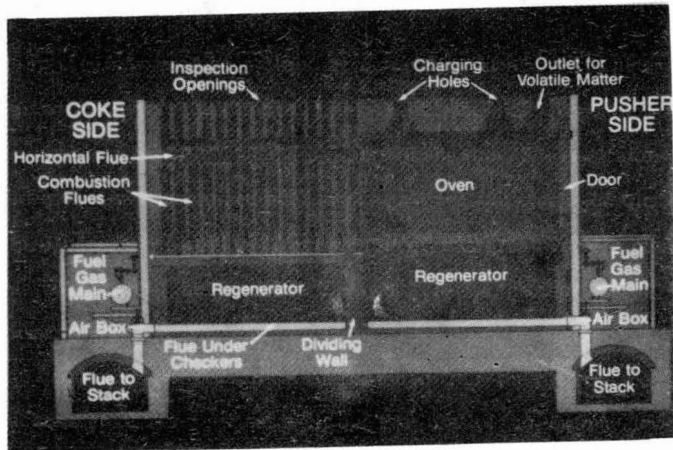 Inspection
Openings
Charging
Holes
Outlet for
Volatile Matter
COKE
SIDE
PUSHER
SIDE
Horizontal Flue
Combustion
Flues
Oven
Door
Fuel
Gas
Main
Regenerator
Regenerator
Fuel
Gas
Main
Air Box
Air Box
Flue Under
Checkers
Dividing
Wall
Flue to
Stack
Flue to
Stack